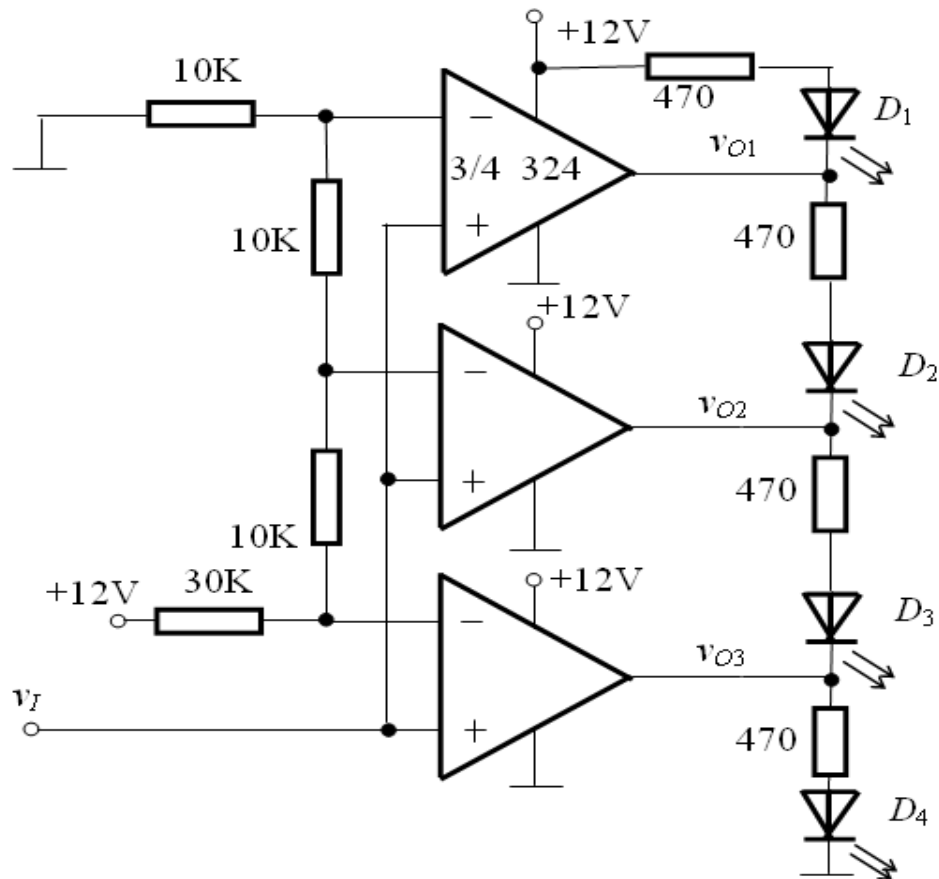 +12V
10K
470
D1
−
vO1
3/4 324
+
10K
470
+12V
D2
−
vO2
+
470
10K
+12V
+12V
30K
D3
−
vO3
vI
+
470
D4